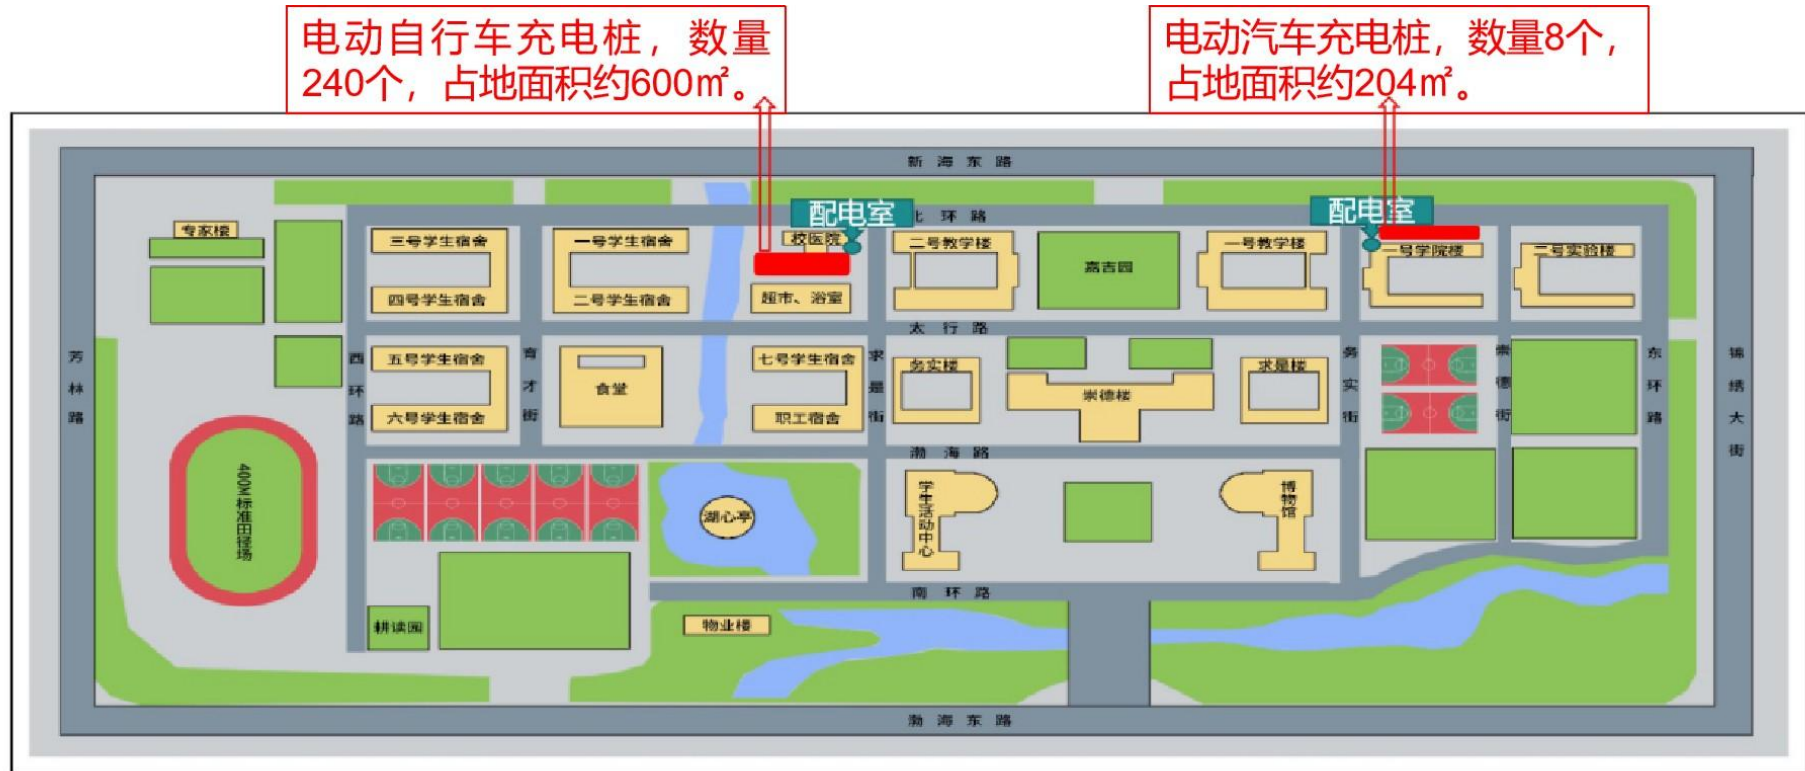 电动自行车充电桩，数量
240个，占地面积约600㎡。
电动汽车充电桩，数量8个，
占地面积约204㎡。
新海东路
配电室
北环路
配电室
专家楼
三号学生宿舍
一号学生宿舍
校医院
二号教学楼
嘉吉园
一号教学楼
一号学院楼
二号实验楼
四号学生宿舍
二号学生宿舍
超市、浴室
太行路
芳林路
西环路
五号学生宿舍
育才街
食堂
七号学生宿舍
求是街
务实楼
崇德楼
求是楼
务实街
崇德街
东环路
锦绣大街
六号学生宿舍
职工宿舍
渤海路
400M标准田径场
湖心亭
学生活动中心
博物馆
南环路
耕读园
物业楼
渤海东路